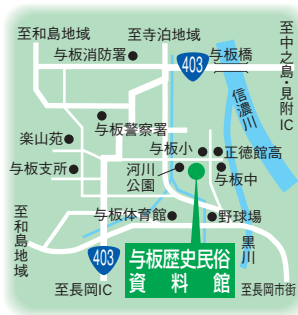 至和島地域
至寺泊地域
至中之島・見附IC
与板消防署
403
与板橋
信濃川
与板警察署
楽山苑
与板小
正徳館高
与板支所
河川
公園
与板中
至和島地域
与板体育館
野球場
黒川
403
与板歴史民俗
資料館
至長岡IC
至長岡市街